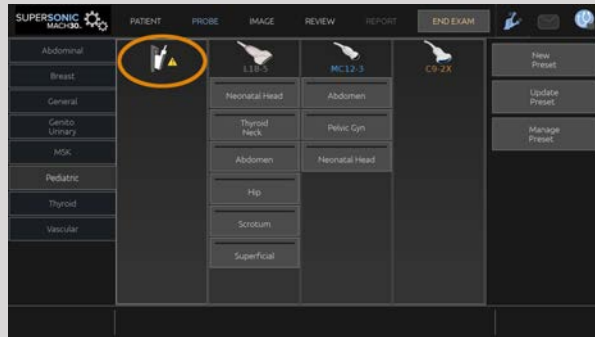 SUPERSONIC
MACH30
PATIENT PROBE IMAGE REVIEW REPORT END EXAM
Abdominal
Breast
General
Genito
Urinary
MSK
Pediatric
Thyroid
Vascular
L18-5
Neonatal Head
Thyroid
Neck
Abdomen
Hip
Scrotum
Superficial
MC12-3
Abdomen
Pelvic Gyn
Neonatal Head
C9-2X
New
Preset
Update
Preset
Manage
Preset